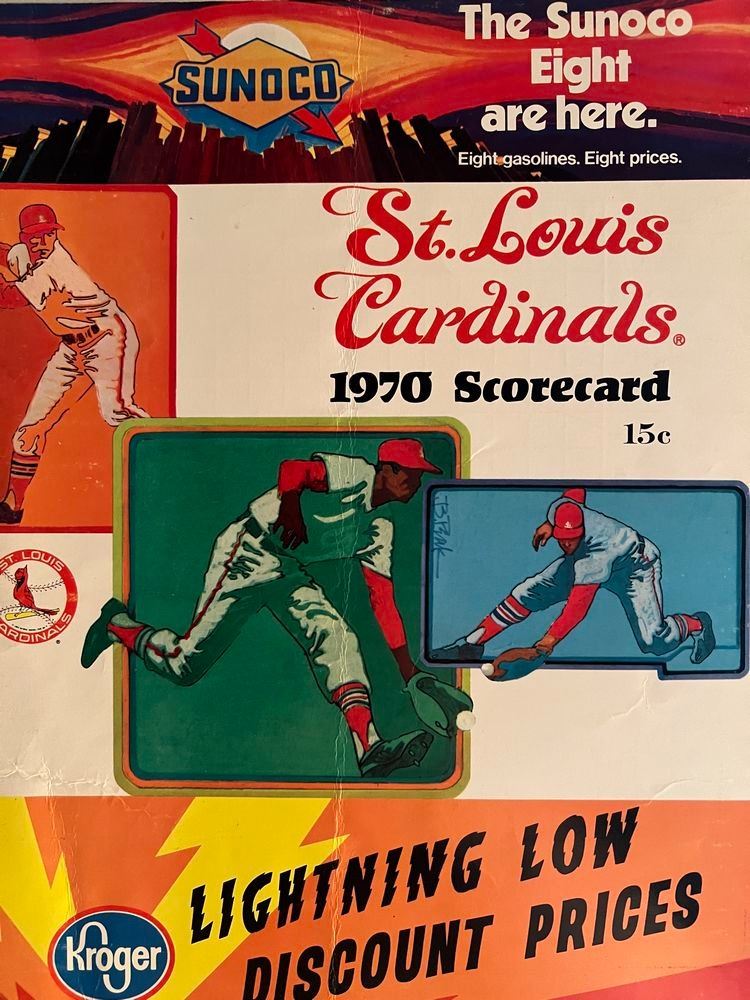 SUNOCO
The Sunoco
Eight
are here.
Eight gasolines. Eight prices.
St. Louis
Cardinals®
1970 Scorecard
15c
ST. LOUIS
ARDINALS
LIGHTNING LOW
DISCOUNT PRICES
Kroger